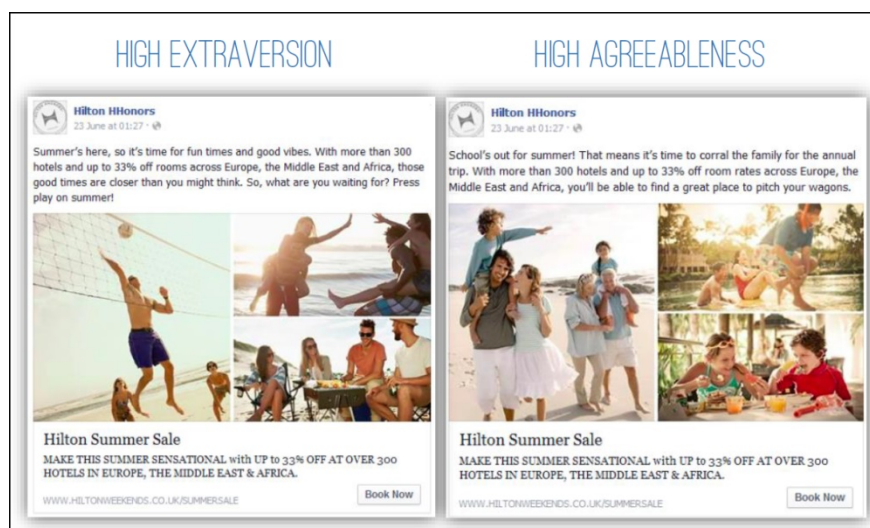 HIGH EXTRAVERSION
Hilton HHonors
23 June at 01:27 ·
Summer's here, so it's time for fun times and good vibes. With more than 300
hotels and up to 33% off rooms across Europe, the Middle East and Africa, those
good times are closer than you might think. So, what are you waiting for? Press
play on summer!
Hilton Summer Sale
MAKE THIS SUMMER SENSATIONAL with UP to 33% OFF AT OVER 300
HOTELS IN EUROPE, THE MIDDLE EAST & AFRICA.
WWW.HILTONWEEKENDS.CO.UK/SUMMERSALE
Book Now
HIGH AGREEABLENESS
Hilton HHonors
23 June at 01:27 ·
School's out for summer! That means it's time to corral the family for the annual
trip. With more than 300 hotels and up to 33% off room rates across Europe, the
Middle East and Africa, you'll be able to find a great place to pitch your wagons.
Hilton Summer Sale
MAKE THIS SUMMER SENSATIONAL with UP to 33% OFF AT OVER 300
HOTELS IN EUROPE, THE MIDDLE EAST & AFRICA.
WWW.HILTONWEEKENDS.CO.UK/SUMMERSALE
Book Now